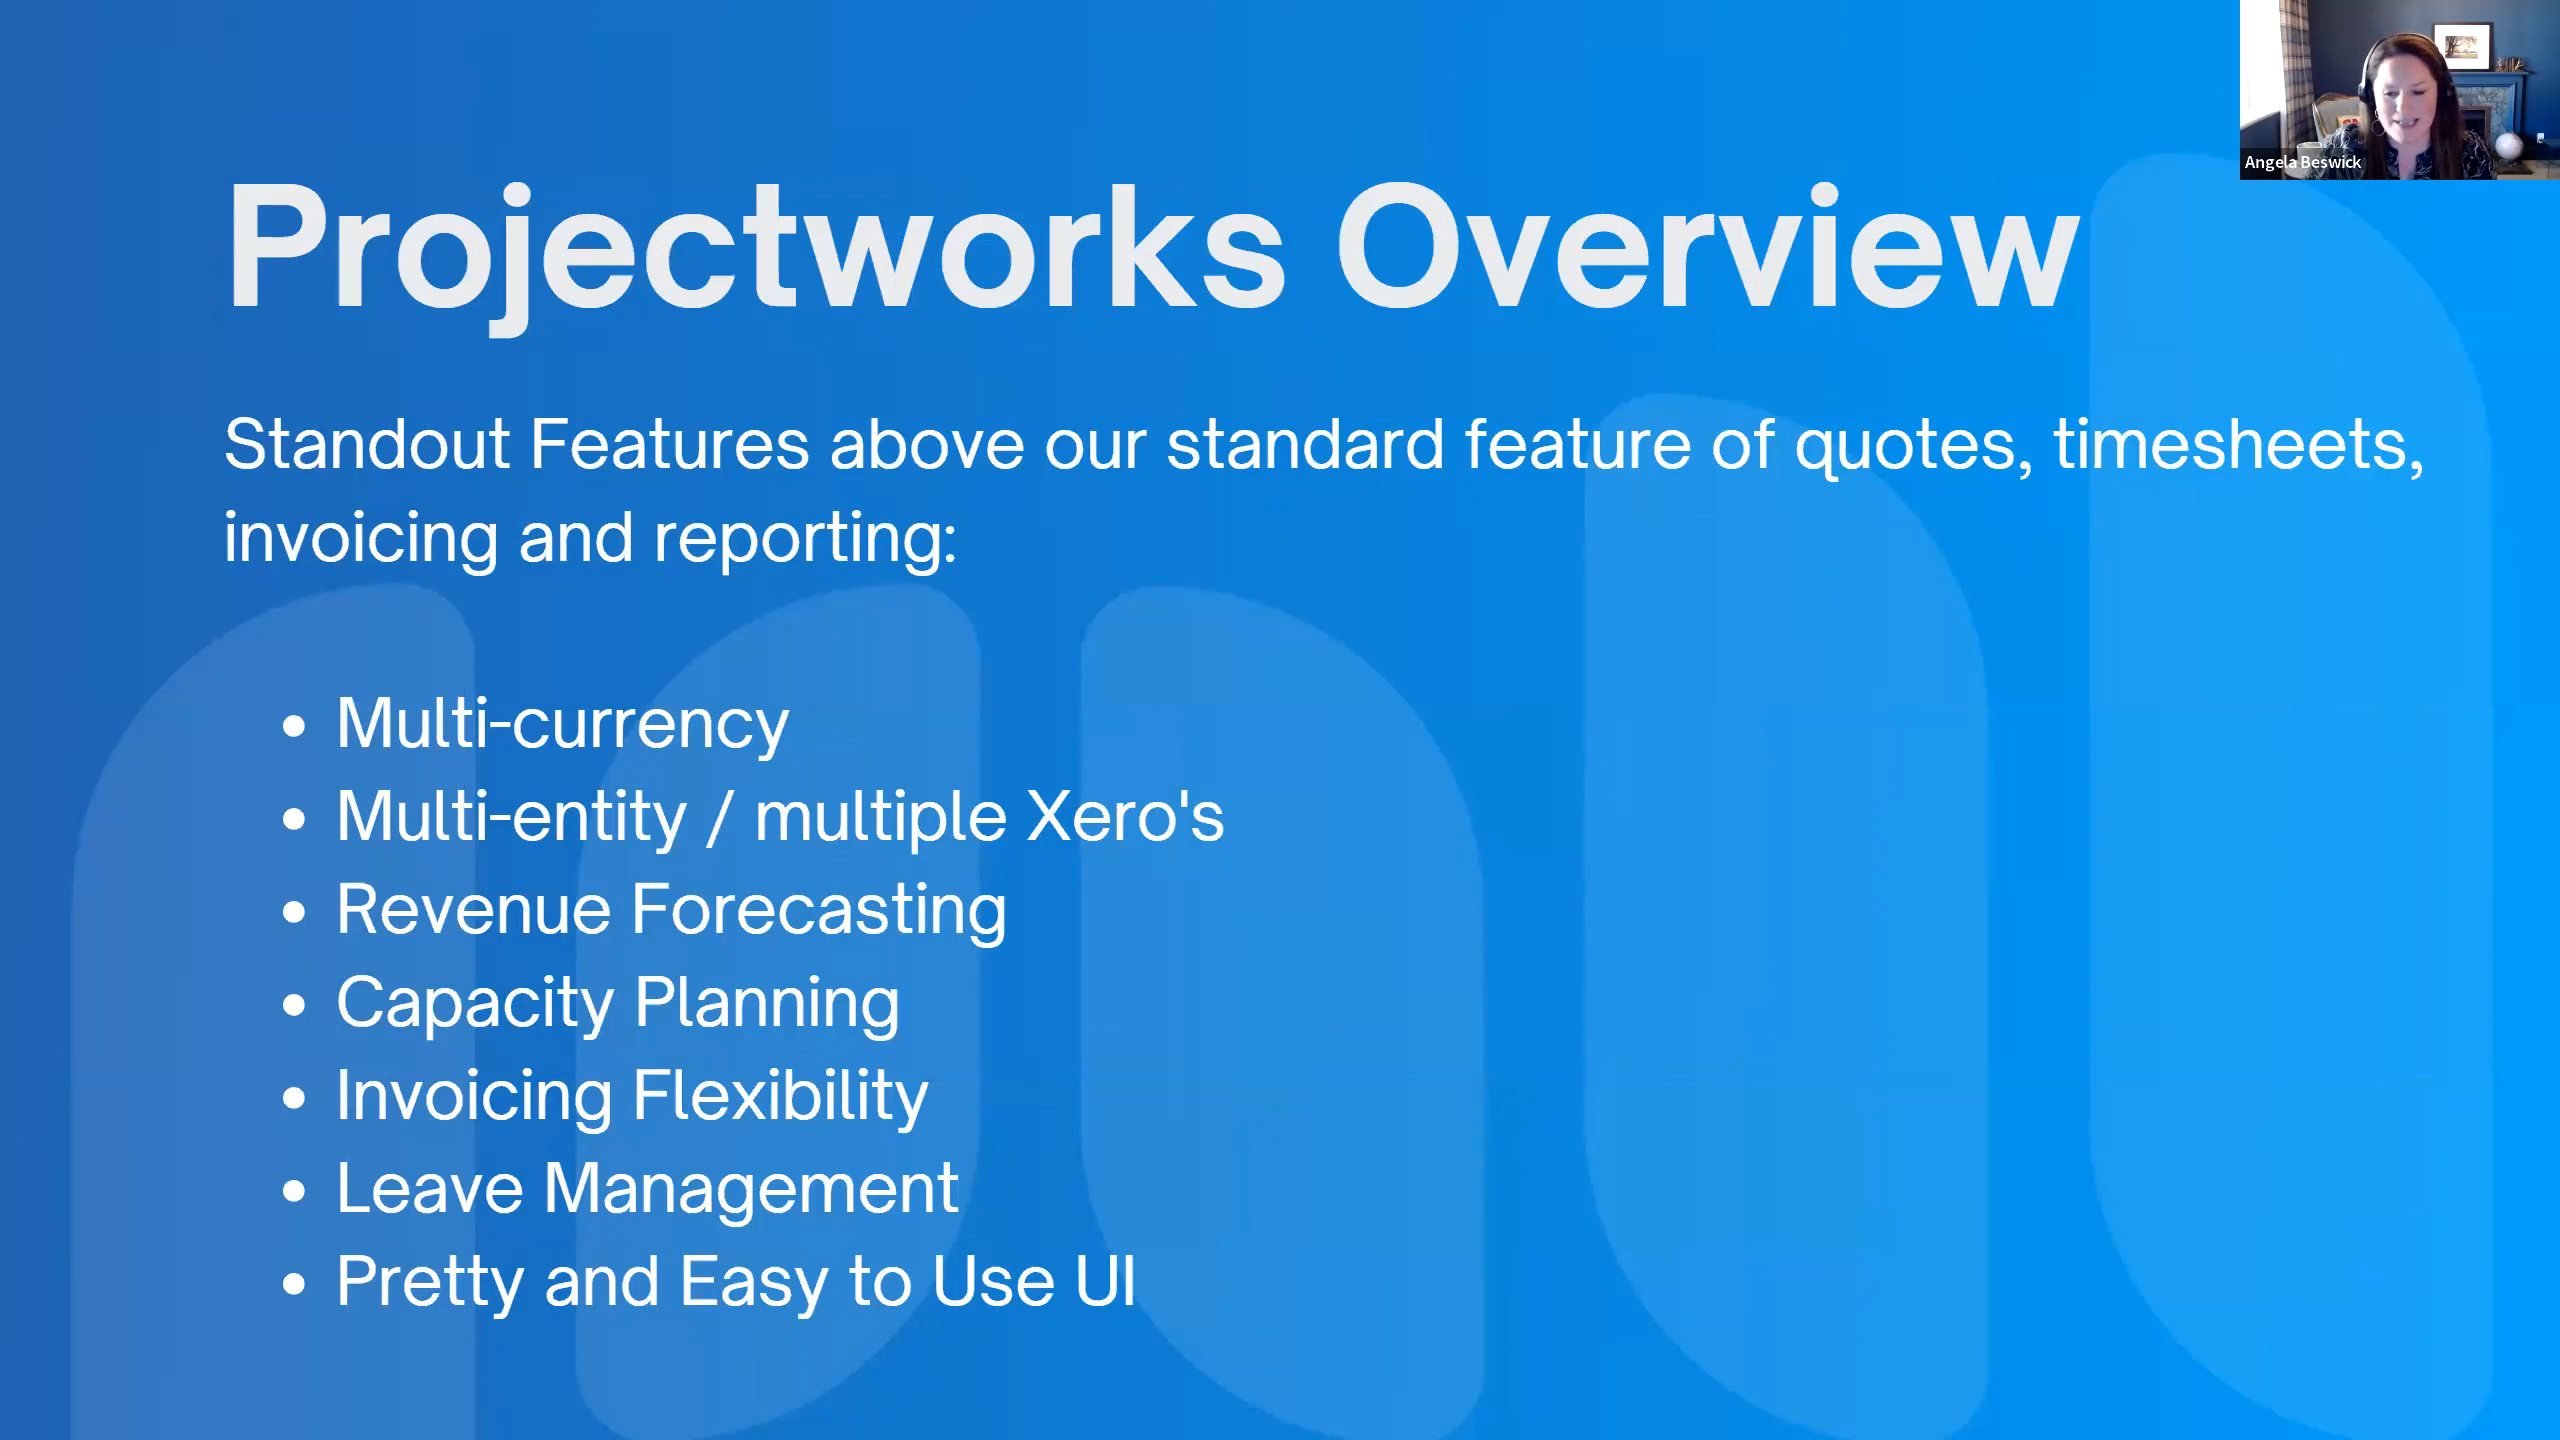 Angela Beswick
Projectworks Overview
Standout Features above our standard feature of quotes, timesheets,
invoicing and reporting:
• Multi-currency
• Multi-entity / multiple Xero's
• Revenue Forecasting
• Capacity Planning
• Invoicing Flexibility
• Leave Management
• Pretty and Easy to Use UI